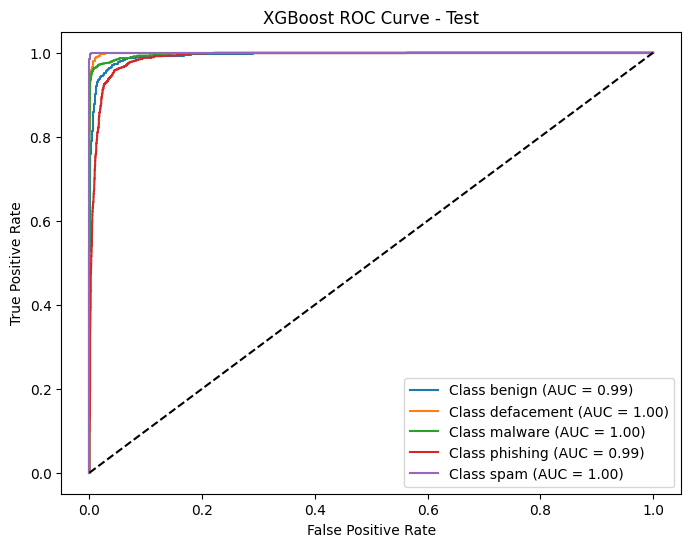 XGBoost ROC Curve - Test
True Positive Rate
1.0
0.8
0.6
0.4
0.2
0.0
Class benign (AUC = 0.99)
Class defacement (AUC = 1.00)
Class malware (AUC = 1.00)
Class phishing (AUC = 0.99)
Class spam (AUC = 1.00)
0.0 0.2 0.4 0.6 0.8 1.0
False Positive Rate